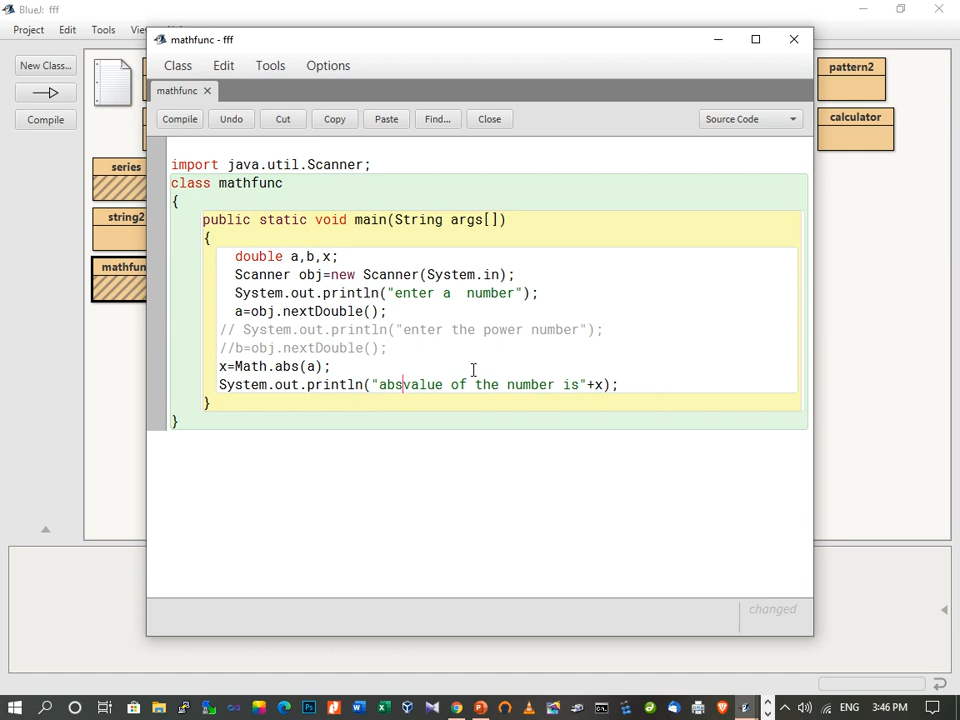 BlueJ: fff
Project Edit Tools
New Class...
Compile
series
string2
mathfunc
pattern2
calculator
mathfunc - fff
Class Edit Tools Options
mathfunc
Compile Undo Cut Copy Paste Find... Close Source Code
import java.util.Scanner;
class mathfunc
{
public static void main(String args[])
{
double a,b,x;
Scanner obj=new Scanner(System.in);
System.out.println("enter a  number");
a=obj.nextDouble();
// System.out.println("enter the power number");
//b=obj.nextDouble();
x=Math.abs(a);
System.out.println("absvalue of the number is"+x);
}
}
changed
ENG 3:46 PM